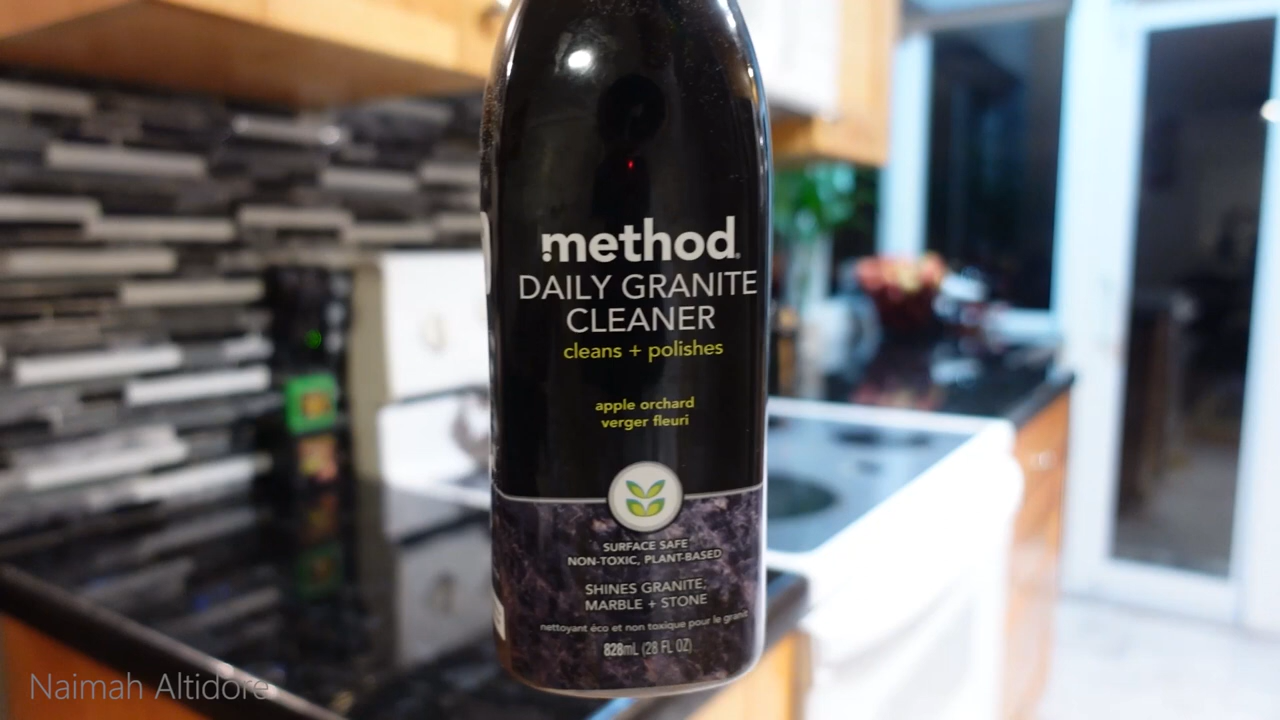 method
DAILY GRANITE
CLEANER
cleans + polishes
apple orchard
verger fleuri
SURFACE SAFE
NON-TOXIC, PLANT-BASED
SHINES GRANITE,
MARBLE + STONE
nettoyant éco et non toxique pour le granit
828mL (28 FL OZ)
Naimah Altidore